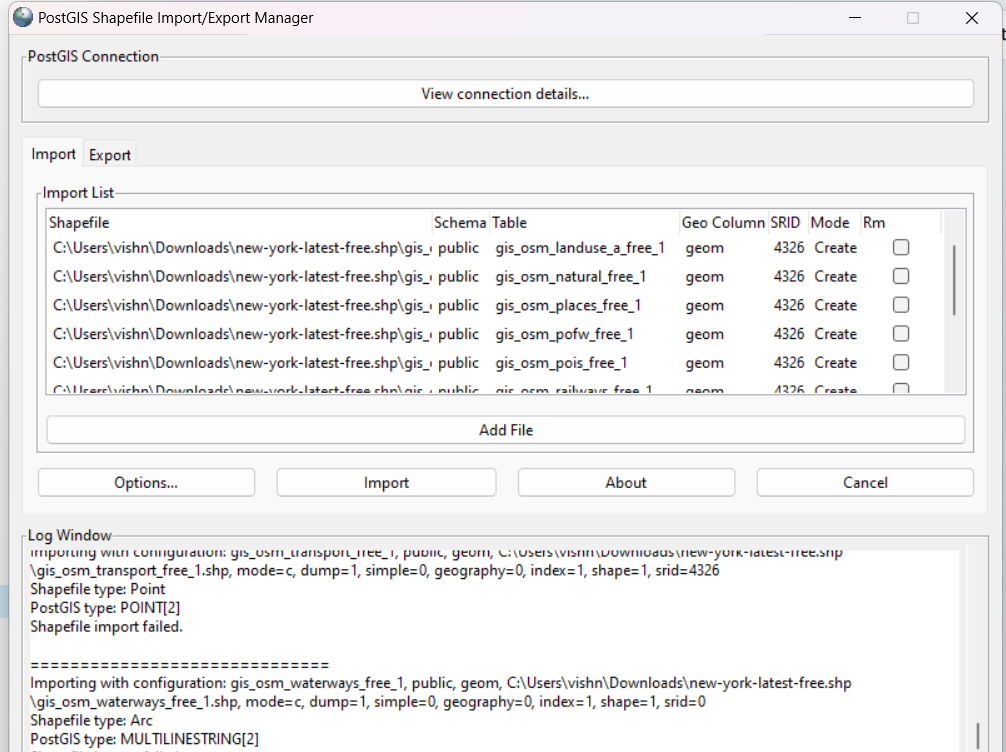 PostGIS Shapefile Import/Export Manager
PostGIS Connection
View connection details...
Import Export
Import List
Shapefile Schema Table Geo Column SRID Mode Rm
C:\Users\vishn\Downloads\new-york-latest-free.shp\gis_ public gis_osm_landuse_a_free_1 geom 4326 Create
C:\Users\vishn\Downloads\new-york-latest-free.shp\gis_ public gis_osm_natural_free_1 geom 4326 Create
C:\Users\vishn\Downloads\new-york-latest-free.shp\gis_ public gis_osm_places_free_1 geom 4326 Create
C:\Users\vishn\Downloads\new-york-latest-free.shp\gis_ public gis_osm_pofw_free_1 geom 4326 Create
C:\Users\vishn\Downloads\new-york-latest-free.shp\gis_ public gis_osm_pois_free_1 geom 4326 Create
C:\Users\vishn\Downloads\new-york-latest-free.shp\gis_ public gis_osm_railways_free_1 geom 4326 Create
Add File
Options... Import About Cancel
Log Window
Importing with configuration: gis_osm_transport_free_1, public, geom, C:\Users\vishn\Downloads\new-york-latest-free.shp
\gis_osm_transport_free_1.shp, mode=c, dump=1, simple=0, geography=0, index=1, shape=1, srid=4326
Shapefile type: Point
PostGIS type: POINT[2]
Shapefile import failed.
==============================
Importing with configuration: gis_osm_waterways_free_1, public, geom, C:\Users\vishn\Downloads\new-york-latest-free.shp
\gis_osm_waterways_free_1.shp, mode=c, dump=1, simple=0, geography=0, index=1, shape=1, srid=0
Shapefile type: Arc
PostGIS type: MULTILINESTRING[2]